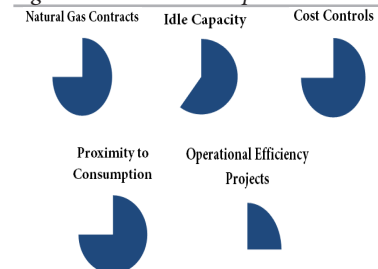 Natural Gas Contracts
Idle Capacity
Cost Controls
Proximity to
Consumption
Operational Efficiency
Projects